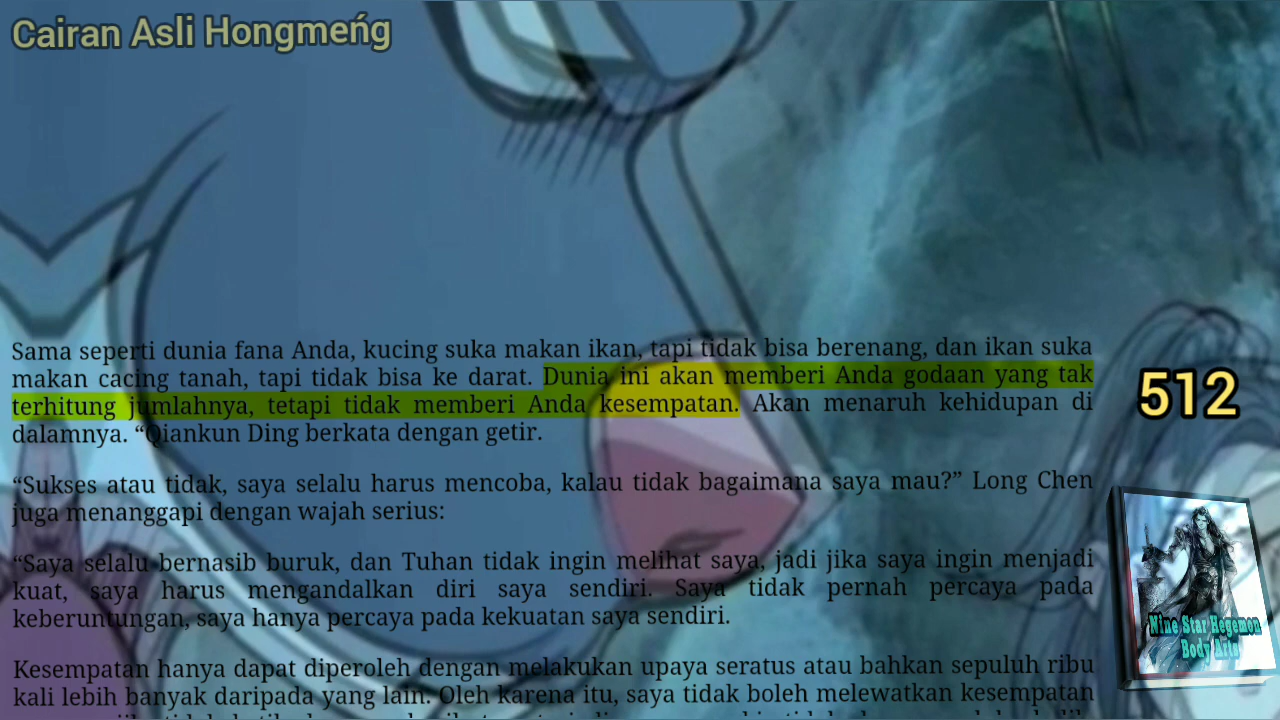 Cairan Asli Hongmeńg
Sama seperti dunia fana Anda, kucing suka makan ikan, tapi tidak bisa berenang, dan ikan suka
makan cacing tanah, tapi tidak bisa ke darat. Dunia ini akan memberi Anda godaan yang tak
terhitung jumlahnya, tetapi tidak memberi Anda kesempatan. Akan menaruh kehidupan di
dalamnya. “Qiankun Ding berkata dengan getir.
512
“Sukses atau tidak, saya selalu harus mencoba, kalau tidak bagaimana saya mau?” Long Chen
juga menanggapi dengan wajah serius:
“Saya selalu bernasib buruk, dan Tuhan tidak ingin melihat saya, jadi jika saya ingin menjadi
kuat, saya harus mengandalkan diri saya sendiri. Saya tidak pernah percaya pada
keberuntungan, saya hanya percaya pada kekuatan saya sendiri.
Nine Star Hegemon
Body Arts
Kesempatan hanya dapat diperoleh dengan melakukan upaya seratus atau bahkan sepuluh ribu
kali lebih banyak daripada yang lain. Oleh karena itu, saya tidak boleh melewatkan kesempatan